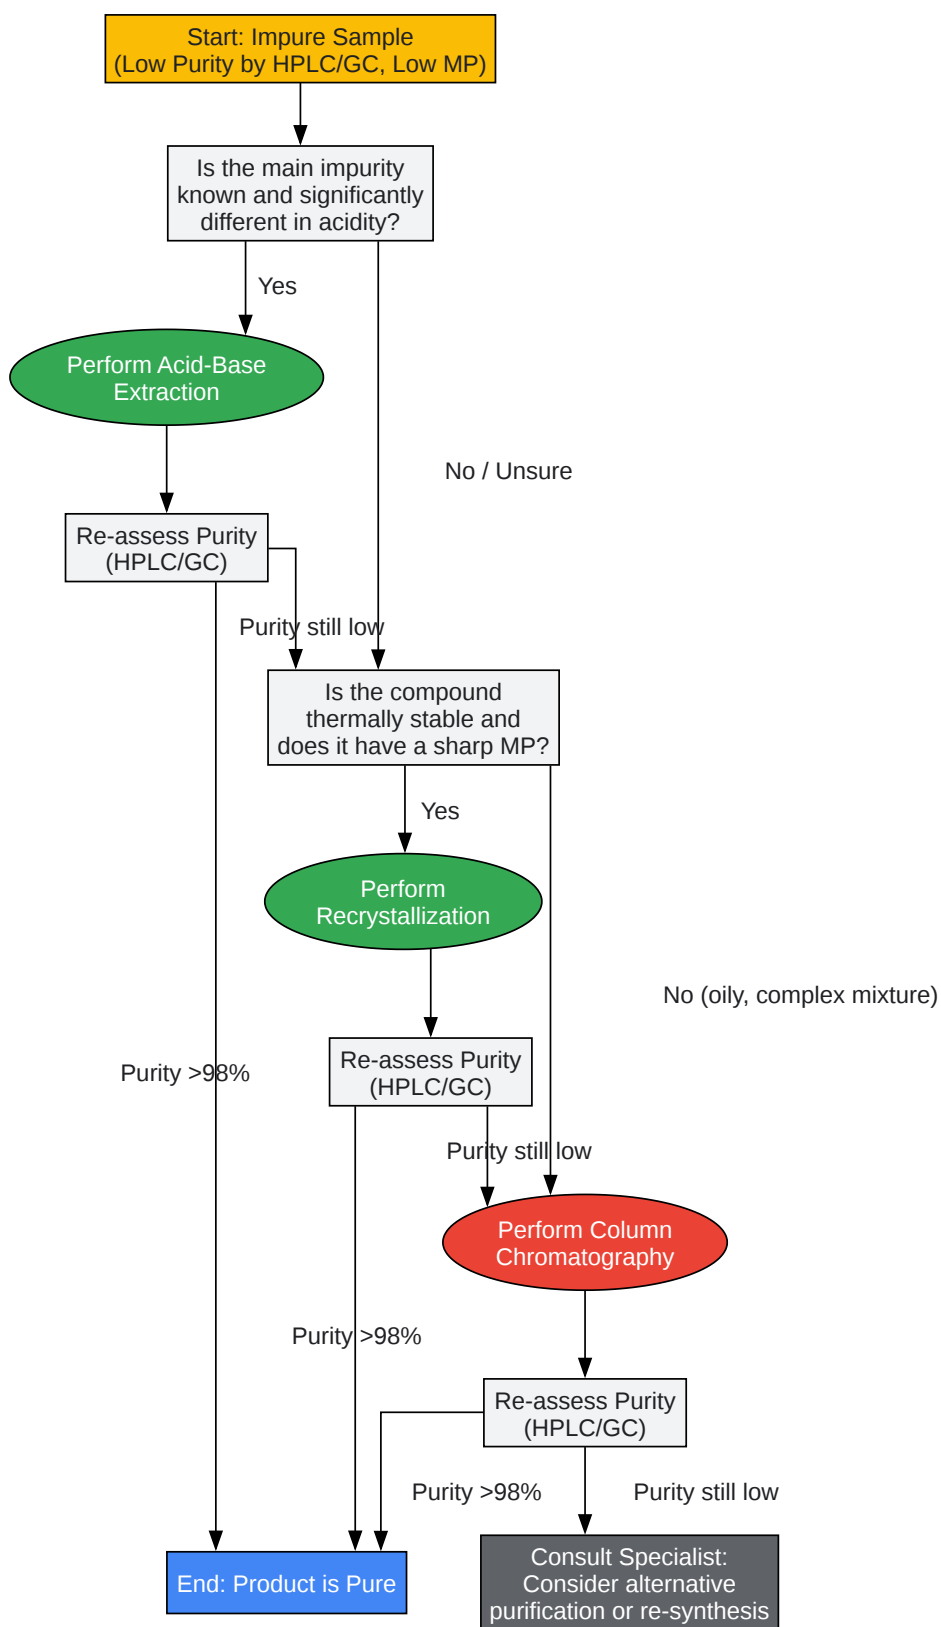 Start: Impure Sample
(Low Purity by HPLC/GC, Low MP)
Is the main impurity
known and significantly
different in acidity?
Yes
Perform Acid-Base
Extraction
No / Unsure
Re-assess Purity
(HPLC/GC)
Purity still low
Is the compound
thermally stable and
does it have a sharp MP?
Yes
Perform
Recrystallization
No (oily, complex mixture)
Re-assess Purity
(HPLC/GC)
Purity >98%
Purity still low
Perform Column
Chromatography
Purity >98%
Re-assess Purity
(HPLC/GC)
Purity >98%
Purity still low
End: Product is Pure
Consult Specialist:
Consider alternative
purification or re-synthesis